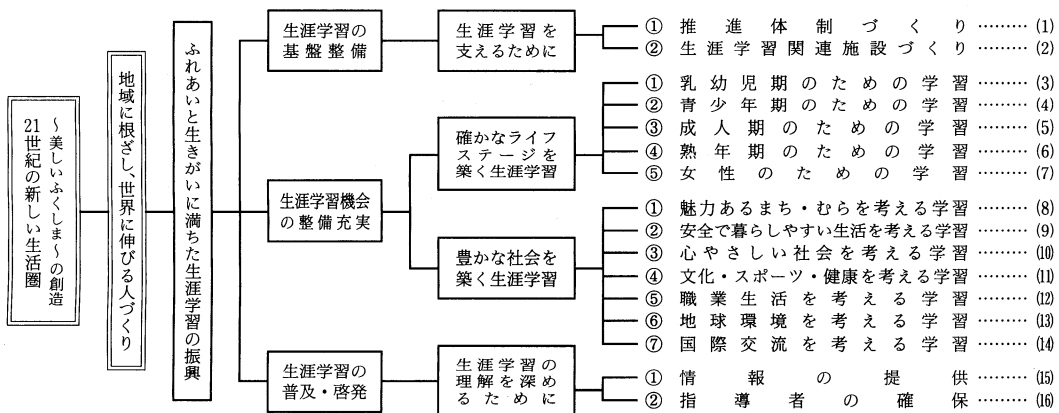 21世紀の新しい生活圏
〜美しいふくしま〜の創造
地域に根ざし、世界に伸びる人づくり
ふれあいと生きがいに満ちた生涯学習の振興
生涯学習の
基盤整備
生涯学習を
支えるために
① 推進体制づくり ……… (1)
② 生涯学習関連施設づくり ……… (2)
生涯学習機会
の整備充実
確かなライフ
ステージを
築く生涯学習
① 乳幼児期のための学習 ……… (3)
② 青少年期のための学習 ……… (4)
③ 成人期のための学習 ……… (5)
④ 熟年期のための学習 ……… (6)
⑤ 女性のための学習 ……… (7)
豊かな社会を
築く生涯学習
① 魅力あるまち・むらを考える学習 ……… (8)
② 安全で暮らしやすい生活を考える学習 ……… (9)
③ 心やさしい社会を考える学習 ……… (10)
④ 文化・スポーツ・健康を考える学習 ……… (11)
⑤ 職業生活を考える学習 ……… (12)
⑥ 地球環境を考える学習 ……… (13)
⑦ 国際交流を考える学習 ……… (14)
生涯学習の
普及・啓発
生涯学習の
理解を深め
るために
① 情報の提供 ……… (15)
② 指導者の確保 ……… (16)